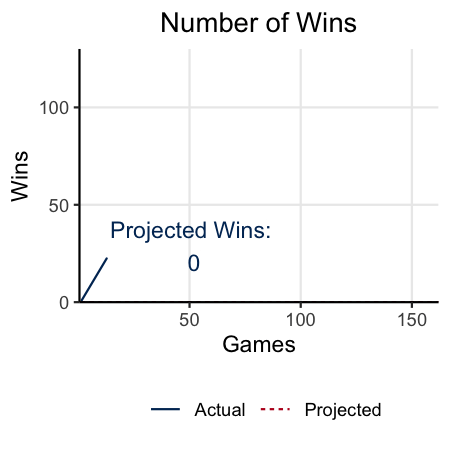 Number of Wins
100
50
0
Wins
Projected Wins:
0
50
100
150
Games
Actual
Projected